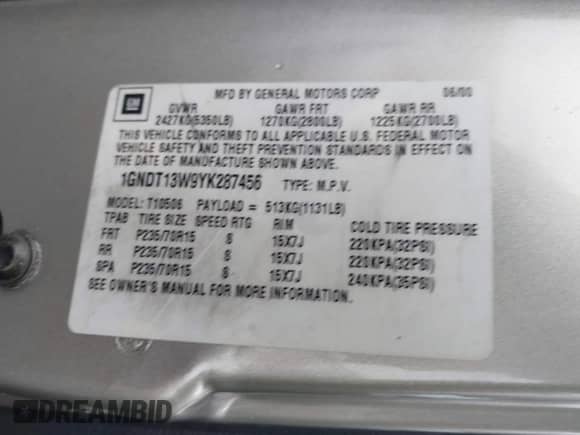 GM
MFD BY GENERAL MOTORS CORP 06/00
GVWR GAWR FRT GAWR RR
2427KG(5350LB) 1270KG(2800LB) 1225KG(2700LB)
THIS VEHICLE CONFORMS TO ALL APPLICABLE U.S. FEDERAL MOTOR
VEHICLE SAFETY AND THEFT PREVENTION STANDARDS IN EFFECT ON
THE DATE OF MANUFACTURE SHOWN ABOVE.
1GNDT13W9YK287456 TYPE: M.P.V.
MODEL: T10506 PAYLOAD = 513KG(1131LB)
TPAB TIRE SIZE SPEED RTG RIM COLD TIRE PRESSURE
FRT P235/70R15 S 15X7J 220KPA(32PSI)
RR P235/70R15 S 15X7J 220KPA(32PSI)
SPA P235/70R15 S 15X7J 240KPA(35PSI)
SEE OWNER'S MANUAL FOR MORE INFORMATION.
DREAMBID